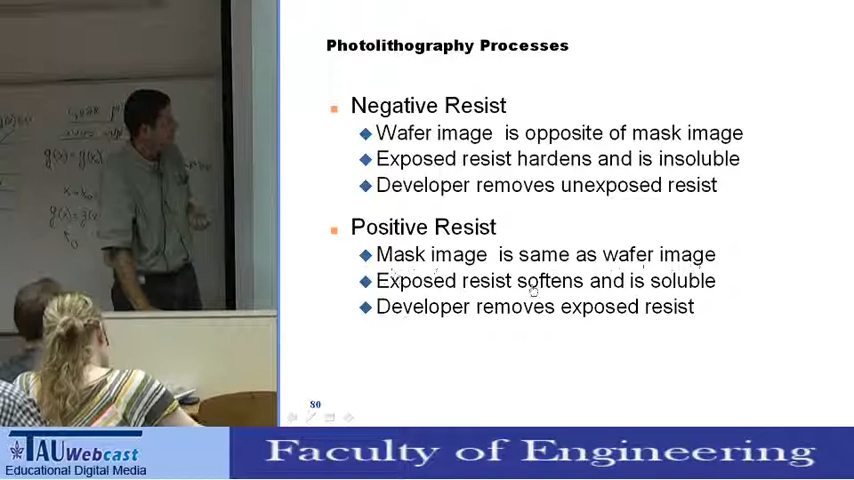 Photolithography Processes
Negative Resist
Wafer image is opposite of mask image
Exposed resist hardens and is insoluble
Developer removes unexposed resist
Positive Resist
Mask image is same as wafer image
Exposed resist softens and is soluble
Developer removes exposed resist
80
g(x)=g(x)
g(x)=
TAU Webcast
Educational Digital Media
Faculty of Engineering